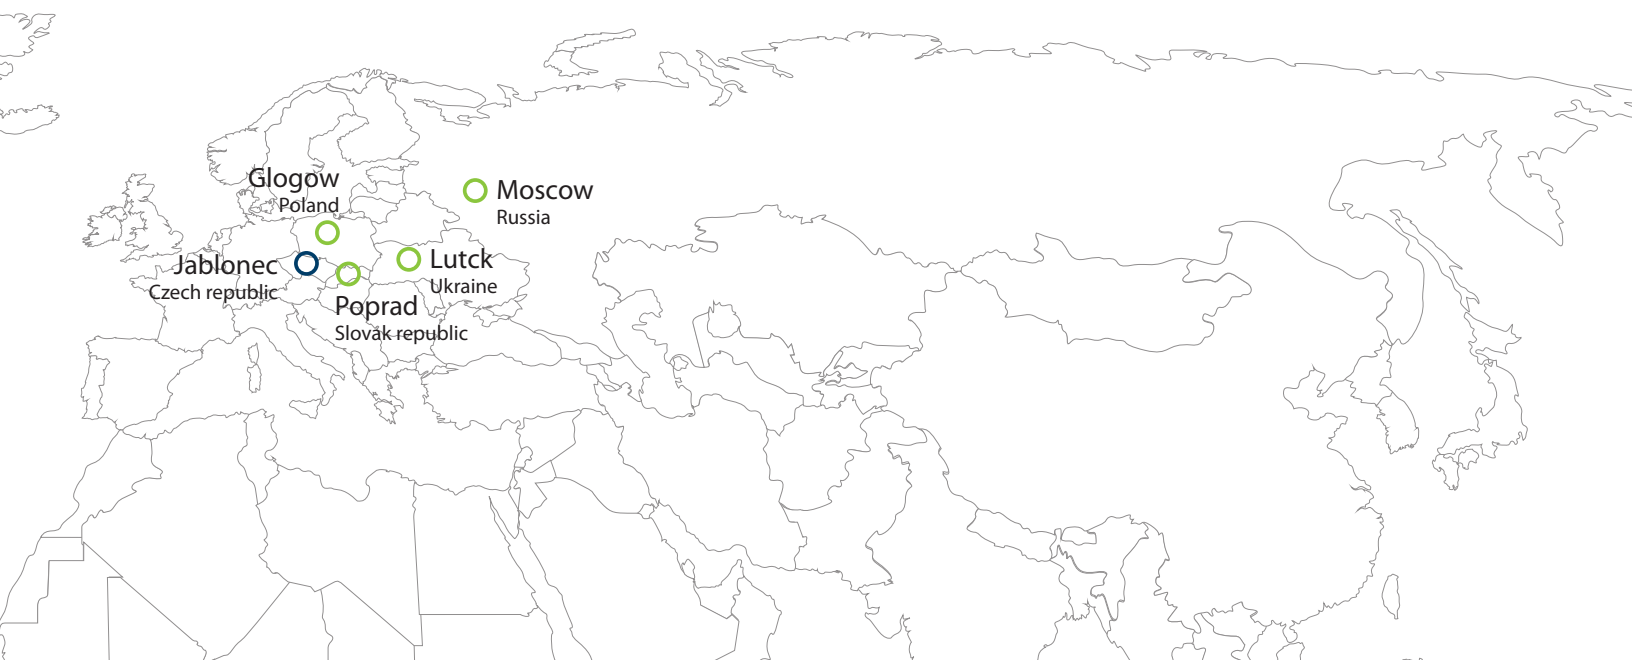 Glogow
Poland
Moscow
Russia
Jablonec
Czech republic
Lutck
Ukraine
Poprad
Slovak republic